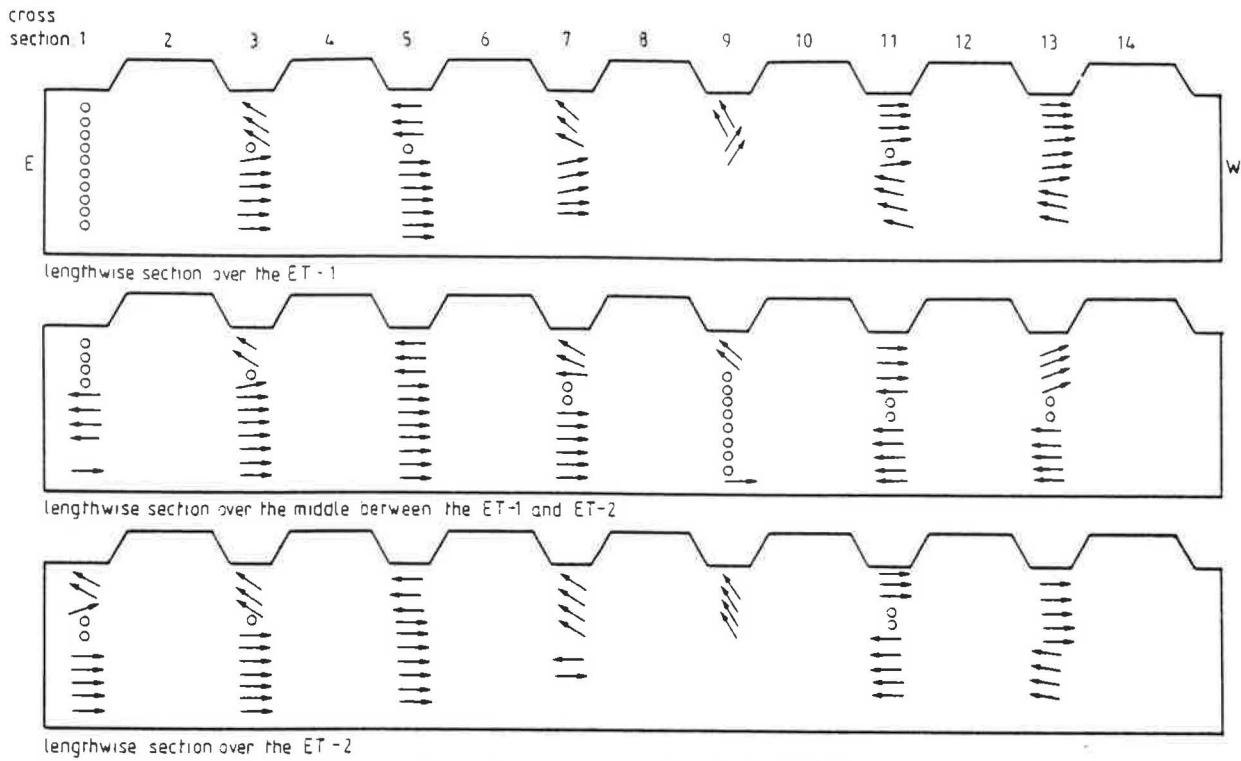 cross
section 1 2 3 4 5 6 7 8 9 10 11 12 13 14
E W
lengthwise section over the ET-1
lengthwise section over the middle between the ET-1 and ET-2
lengthwise section over the ET-2